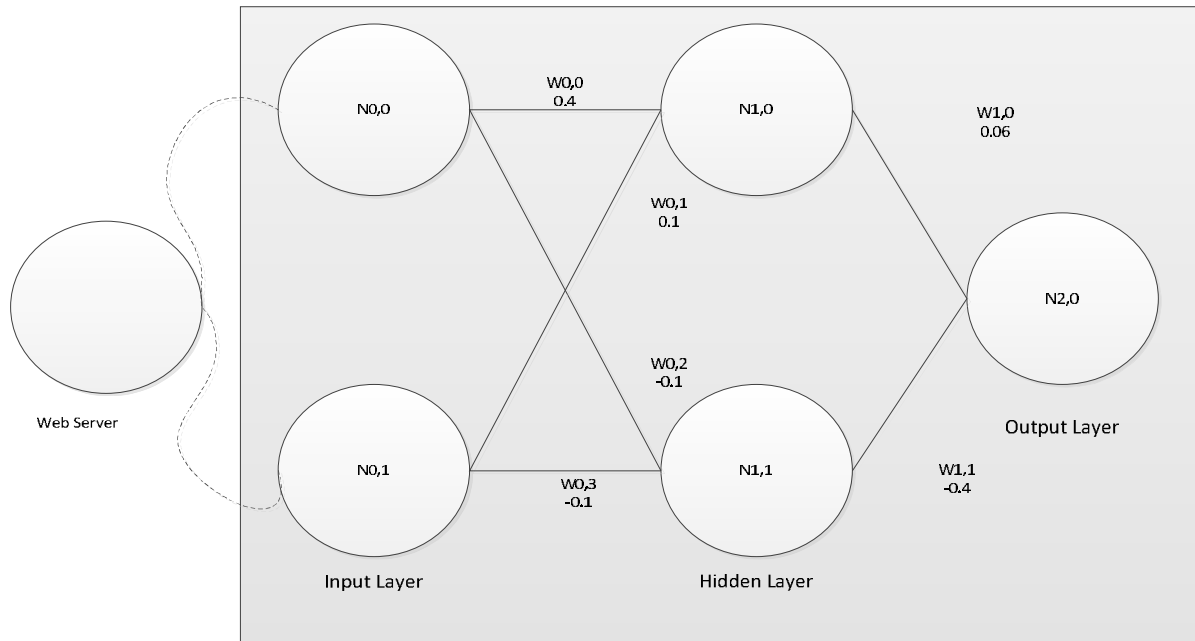 N0,0
W0,0
0.4
N1,0
W1,0
0.06
W0,1
0.1
N2,0
Web Server
W0,2
-0.1
Output Layer
N0,1
W0,3
-0.1
N1,1
W1,1
-0.4
Input Layer
Hidden Layer